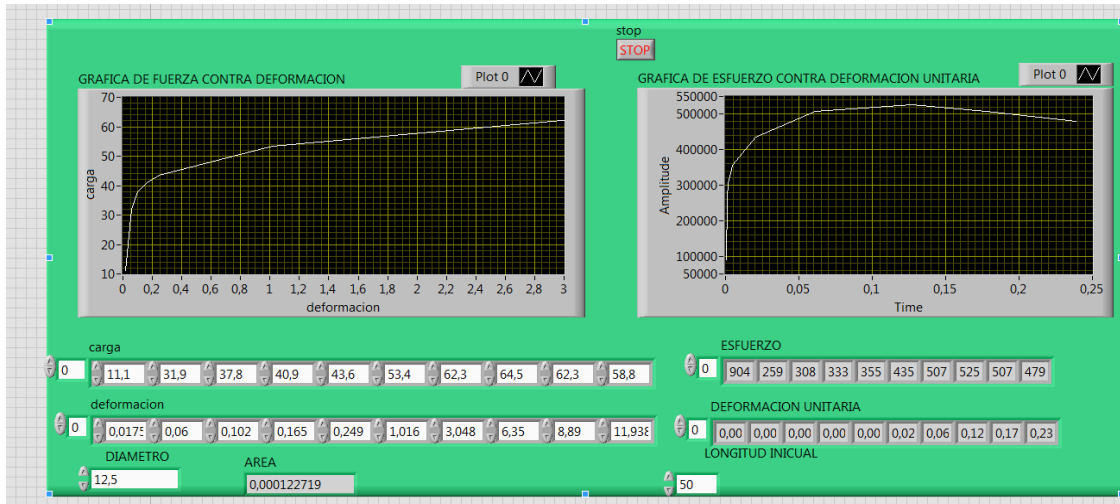 stop
STOP
GRAFICA DE FUERZA CONTRA DEFORMACION
Plot 0
70
60
50
40
30
20
10
carga
0 0,2 0,4 0,6 0,8 1 1,2 1,4 1,6 1,8 2 2,2 2,4 2,6 2,8 3
deformacion
GRAFICA DE ESFUERZO CONTRA DEFORMACION UNITARIA
Plot 0
550000
500000
400000
300000
200000
100000
50000
Amplitude
0 0,05 0,1 0,15 0,2 0,25
Time
carga
0 11,1 31,9 37,8 40,9 43,6 53,4 62,3 64,5 62,3 58,8
ESFUERZO
0 904 259 308 333 355 435 507 525 507 479
deformacion
0 0,0175 0,06 0,102 0,165 0,249 1,016 3,048 6,35 8,89 11,938
DEFORMACION UNITARIA
0 0,00 0,00 0,00 0,00 0,00 0,02 0,06 0,12 0,17 0,23
DIAMETRO
12,5
AREA
0,000122719
LONGITUD INICUAL
50